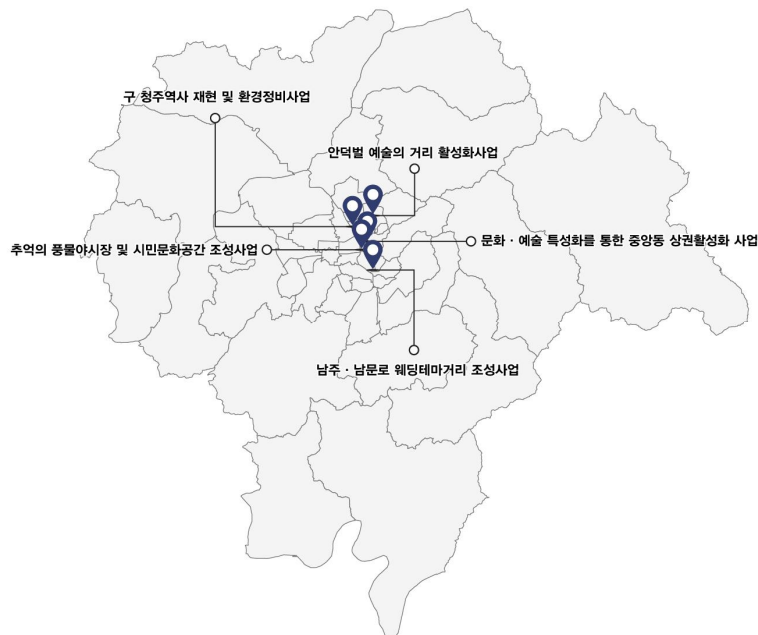 구 청주역사 재현 및 환경정비사업
안덕벌 예술의 거리 활성화사업
문화 · 예술 특성화를 통한 중앙동 상권활성화 사업
추억의 풍물야시장 및 시민문화공간 조성사업
남주 · 남문로 웨딩테마거리 조성사업